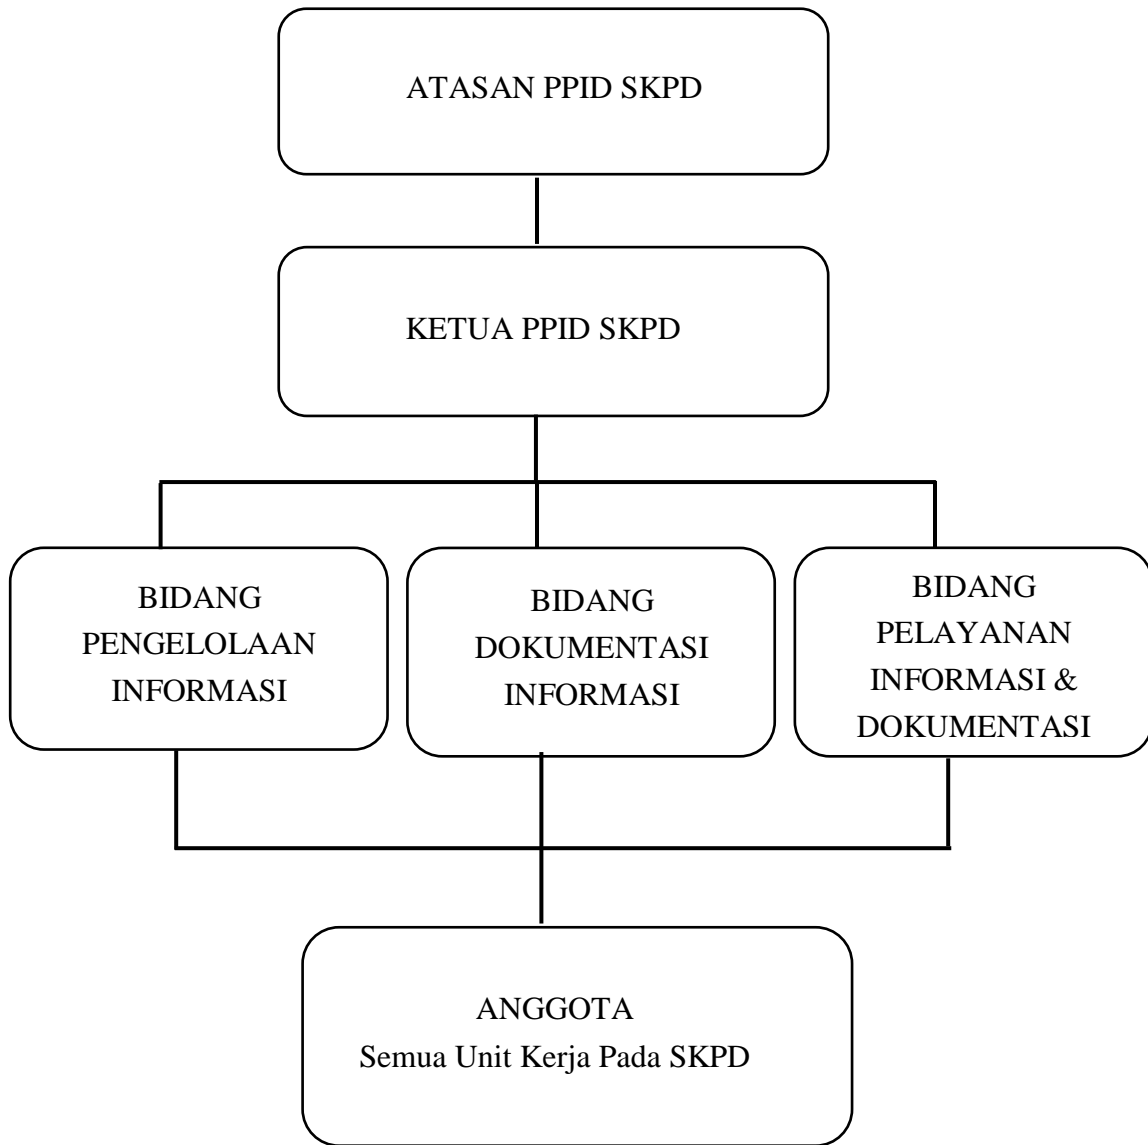 ATASAN PPID SKPD
KETUA PPID SKPD
BIDANG
PENGELOLAAN
INFORMASI
BIDANG
DOKUMENTASI
INFORMASI
BIDANG
PELAYANAN
INFORMASI &
DOKUMENTASI
ANGGOTA
Semua Unit Kerja Pada SKPD